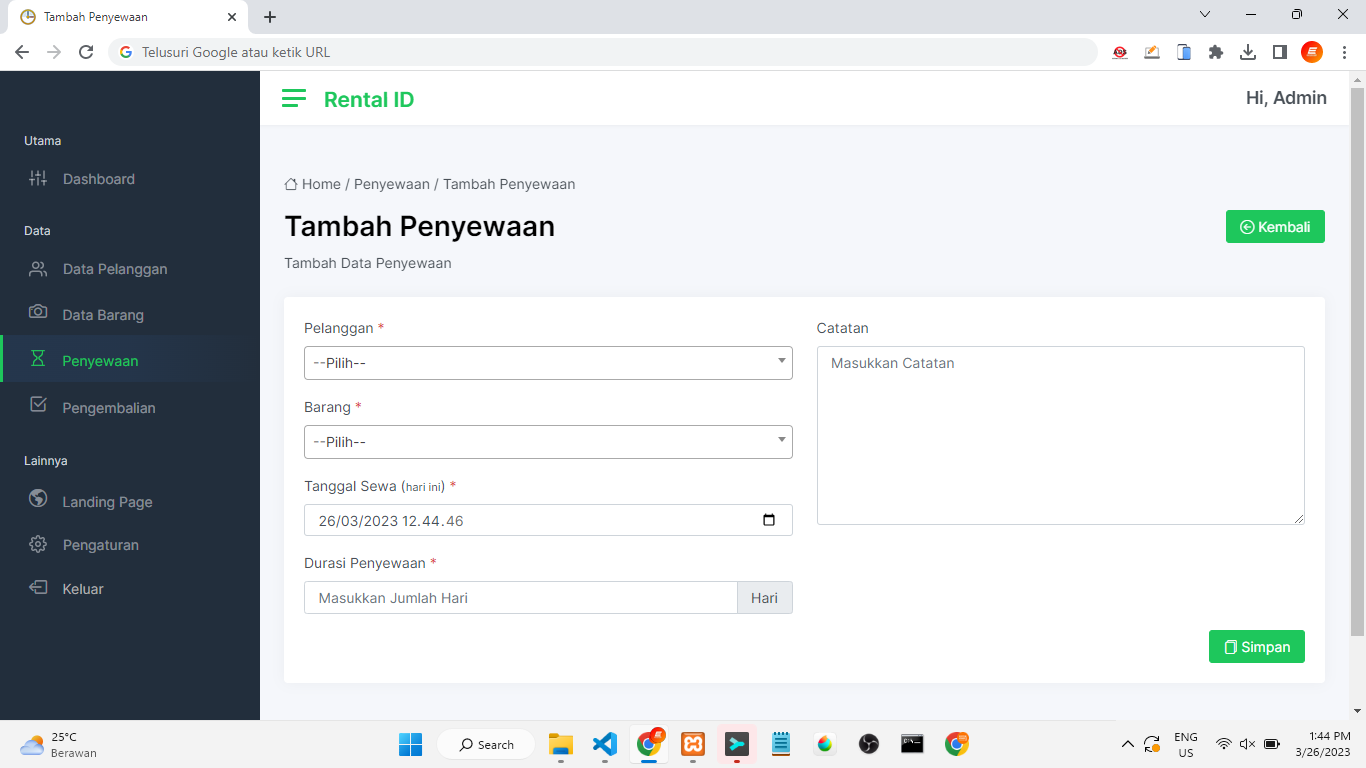 Tambah Penyewaan
Telusuri Google atau ketik URL
Rental ID
Hi, Admin
Utama
Dashboard
Data
Data Pelanggan
Data Barang
Penyewaan
Pengembalian
Lainnya
Landing Page
Pengaturan
Keluar
Home / Penyewaan / Tambah Penyewaan
Tambah Penyewaan
Kembali
Tambah Data Penyewaan
Pelanggan *
--Pilih--
Barang *
--Pilih--
Tanggal Sewa (hari ini) *
26/03/2023 12.44.46
Durasi Penyewaan *
Masukkan Jumlah Hari
Hari
Catatan
Masukkan Catatan
Simpan
25°C
Berawan
Search
ENG
US
1:44 PM
3/26/2023